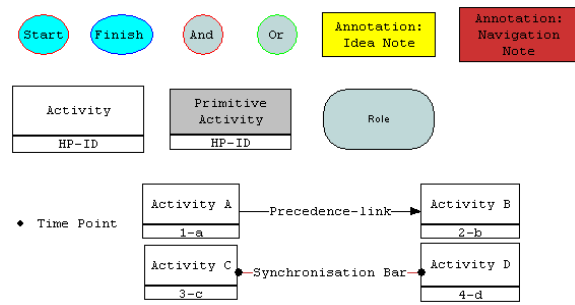 Start
Finish
And
Or
Annotation:
Idea Note
Annotation:
Navigation
Note
Activity
HP-ID
Primitive
Activity
HP-ID
Role
Time Point
Activity A
1-a
Precedence-link
Activity B
2-b
Activity C
3-c
Synchronisation Bar
Activity D
4-d